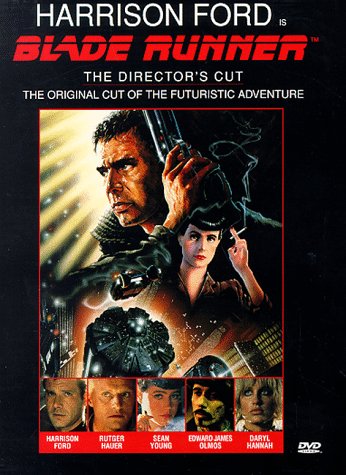 HARRISON FORD IS
BLADE RUNNER™
THE DIRECTOR'S CUT
THE ORIGINAL CUT OF THE FUTURISTIC ADVENTURE
HARRISON FORD
RUTGER HAUER
SEAN YOUNG
EDWARD JAMES OLMOS
DARYL HANNAH
DVD